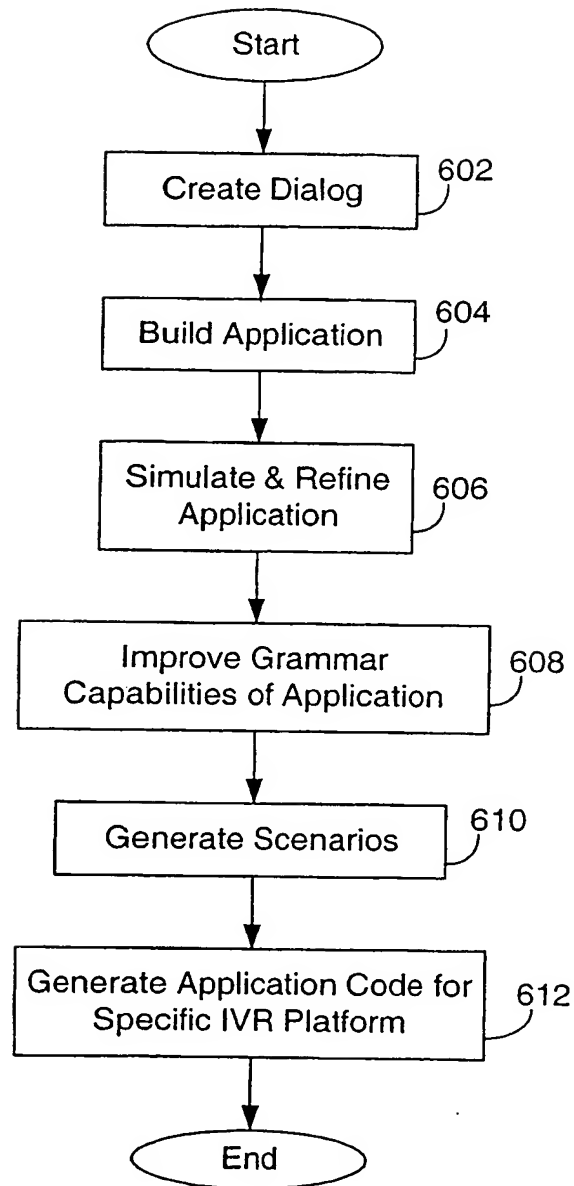 Start
Create Dialog
602
Build Application
604
Simulate & Refine
Application
606
Improve Grammar
Capabilities of Application
608
Generate Scenarios
610
Generate Application Code for
Specific IVR Platform
612
End